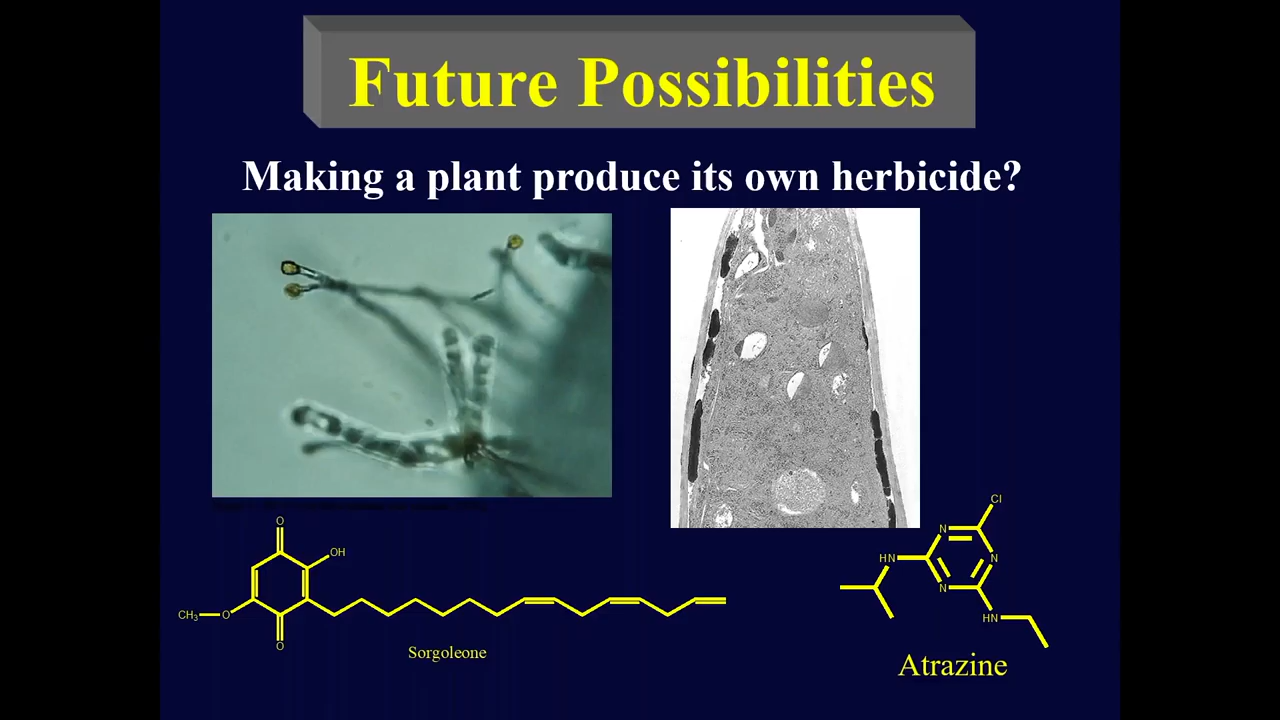 Future Possibilities
Making a plant produce its own herbicide?
O
OH
CH3
O
O
Sorgoleone
Cl
N
N
N
HN
HN
Atrazine